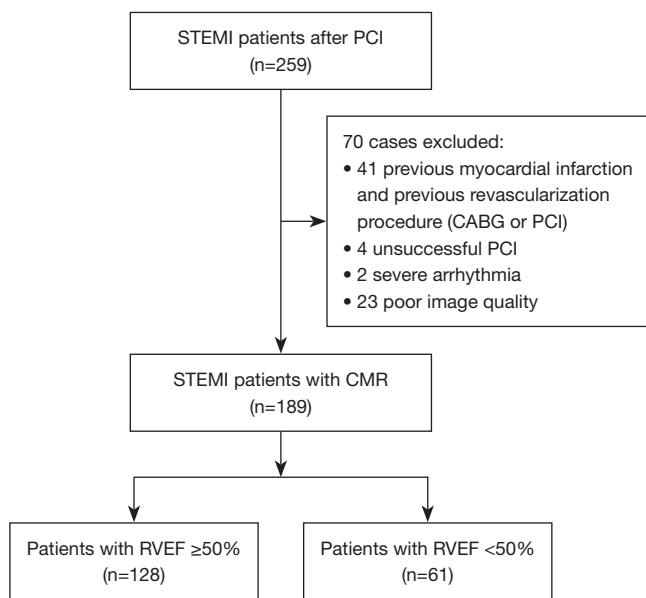 STEMI patients after PCI
(n=259)
70 cases excluded:
• 41 previous myocardial infarction
and previous revascularization
procedure (CABG or PCI)
• 4 unsuccessful PCI
• 2 severe arrhythmia
• 23 poor image quality
STEMI patients with CMR
(n=189)
Patients with RVEF ≥50%
(n=128)
Patients with RVEF <50%
(n=61)